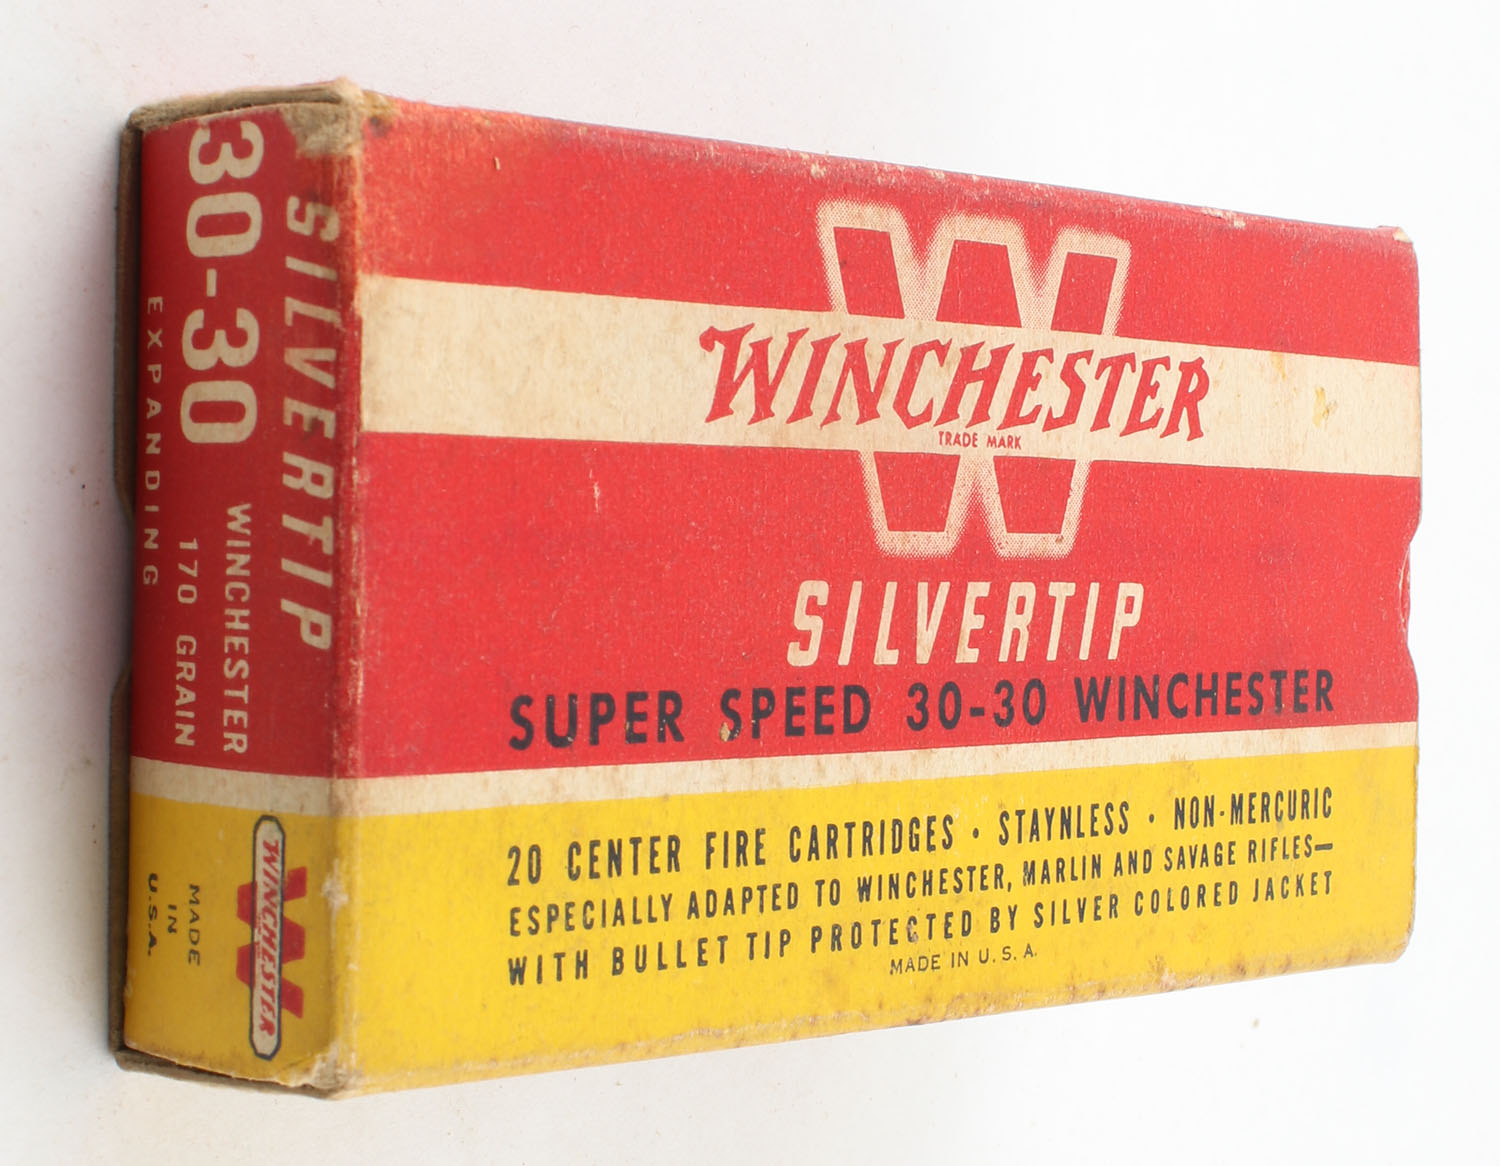 W
WINCHESTER
TRADE MARK
SILVERTIP
SUPER SPEED 30-30 WINCHESTER
20 CENTER FIRE CARTRIDGES · STAYNLESS · NON-MERCURIC
ESPECIALLY ADAPTED TO WINCHESTER, MARLIN AND SAVAGE RIFLES—
WITH BULLET TIP PROTECTED BY SILVER COLORED JACKET
MADE IN U. S. A.
SILVERTIP
30-30 WINCHESTER
170 GRAIN
EXPANDING
W
WINCHESTER
MADE
IN
U.S.A.